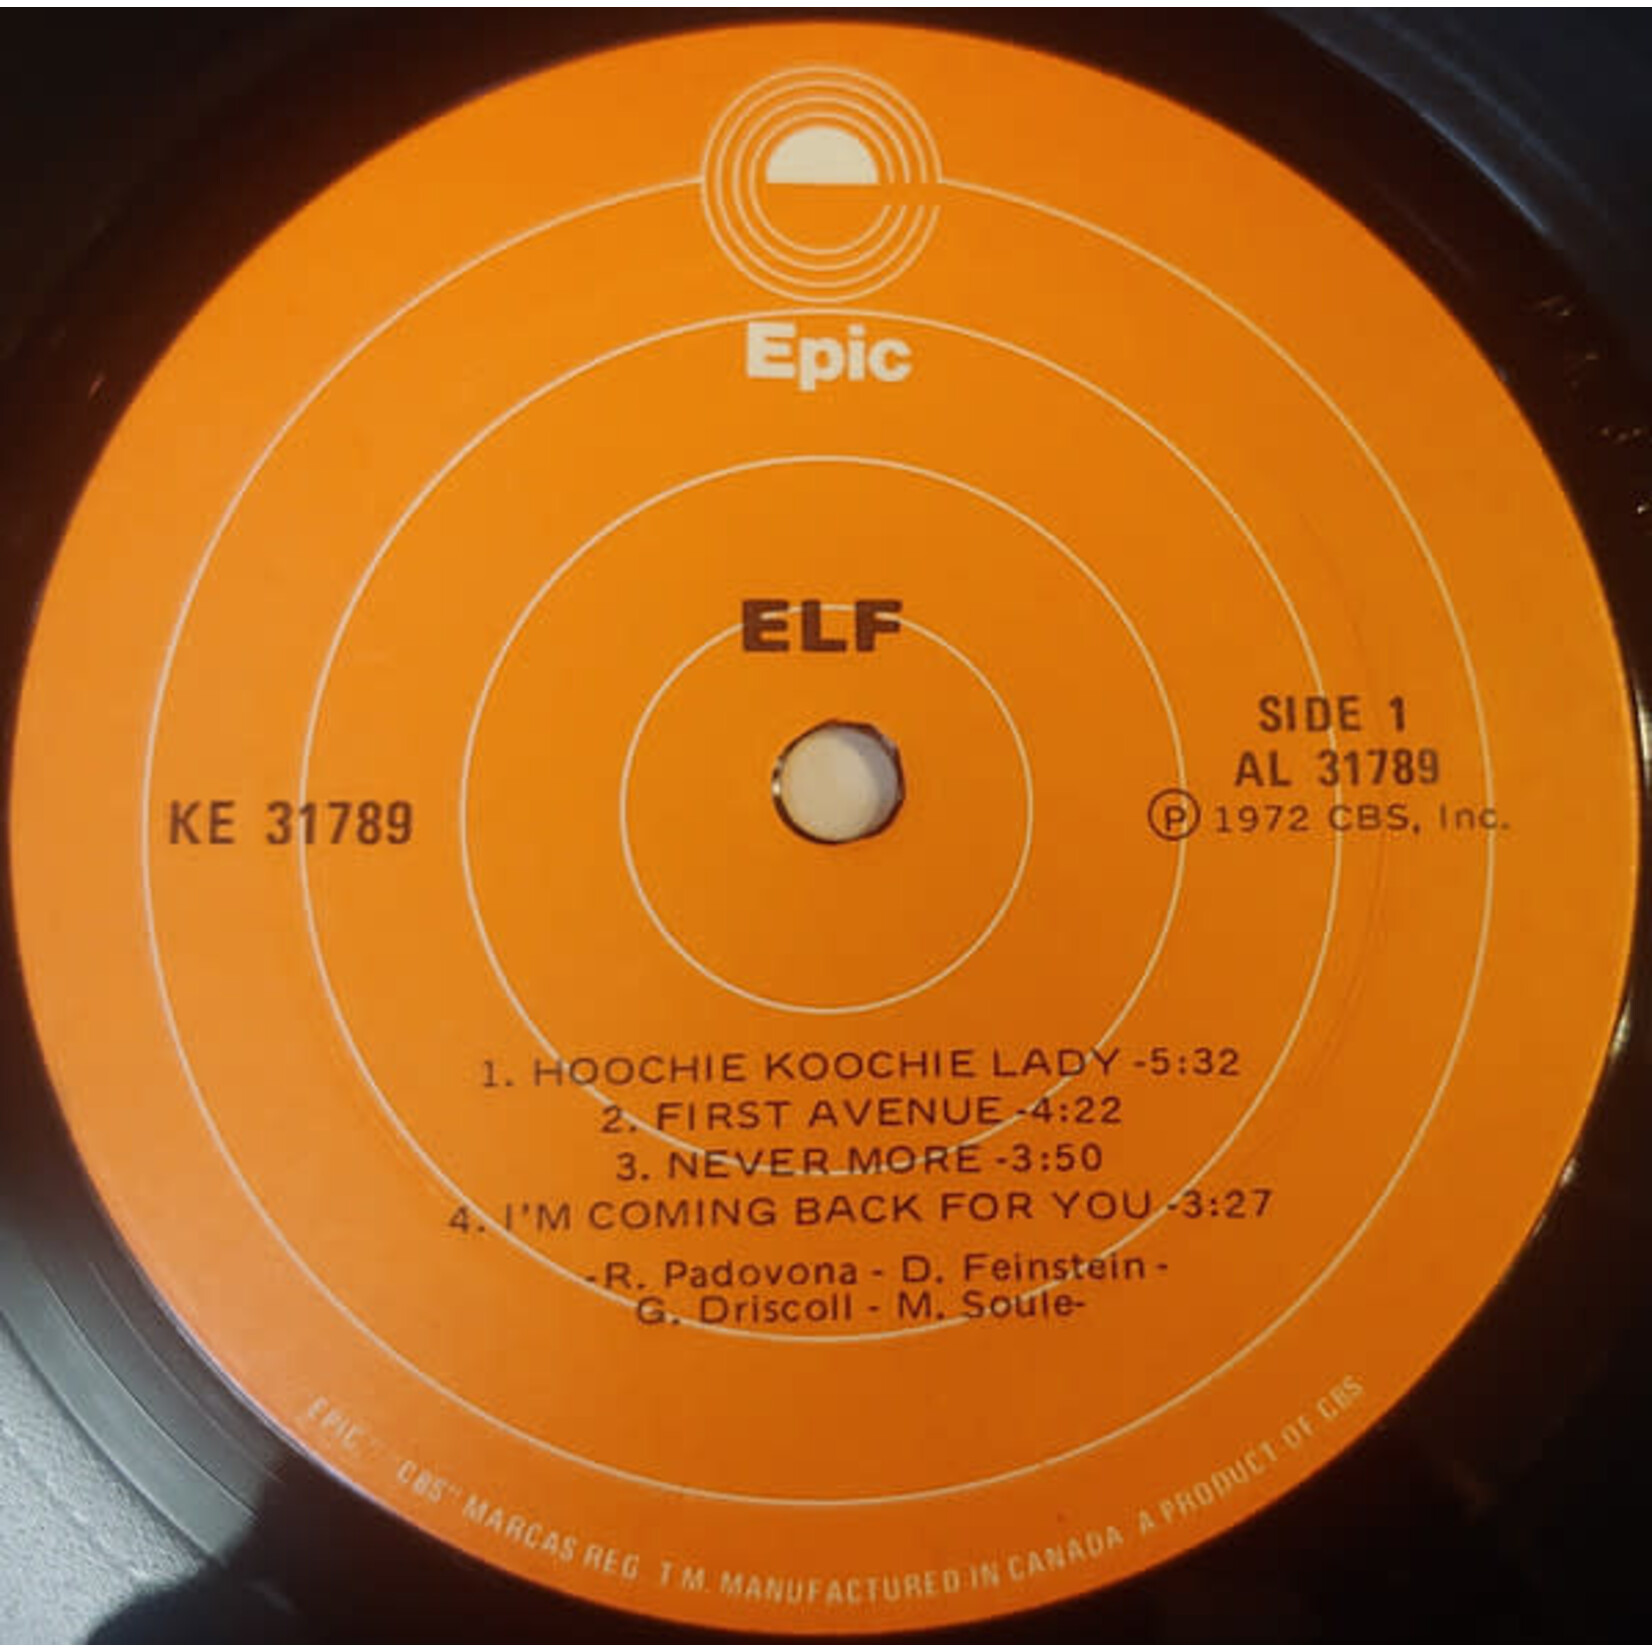 Epic
ELF
SIDE 1
AL 31789
KE 31789
Ⓟ 1972 CBS, Inc.
1. HOOCHIE KOOCHIE LADY -5:32
2. FIRST AVENUE -4:22
3. NEVER MORE -3:50
4. I'M COMING BACK FOR YOU -3:27
-R. Padovona - D. Feinstein -
G. Driscoll - M. Soule-
EPIC" "CBS" MARCAS REG T M. MANUFACTURED IN CANADA A PRODUCT OF CBS